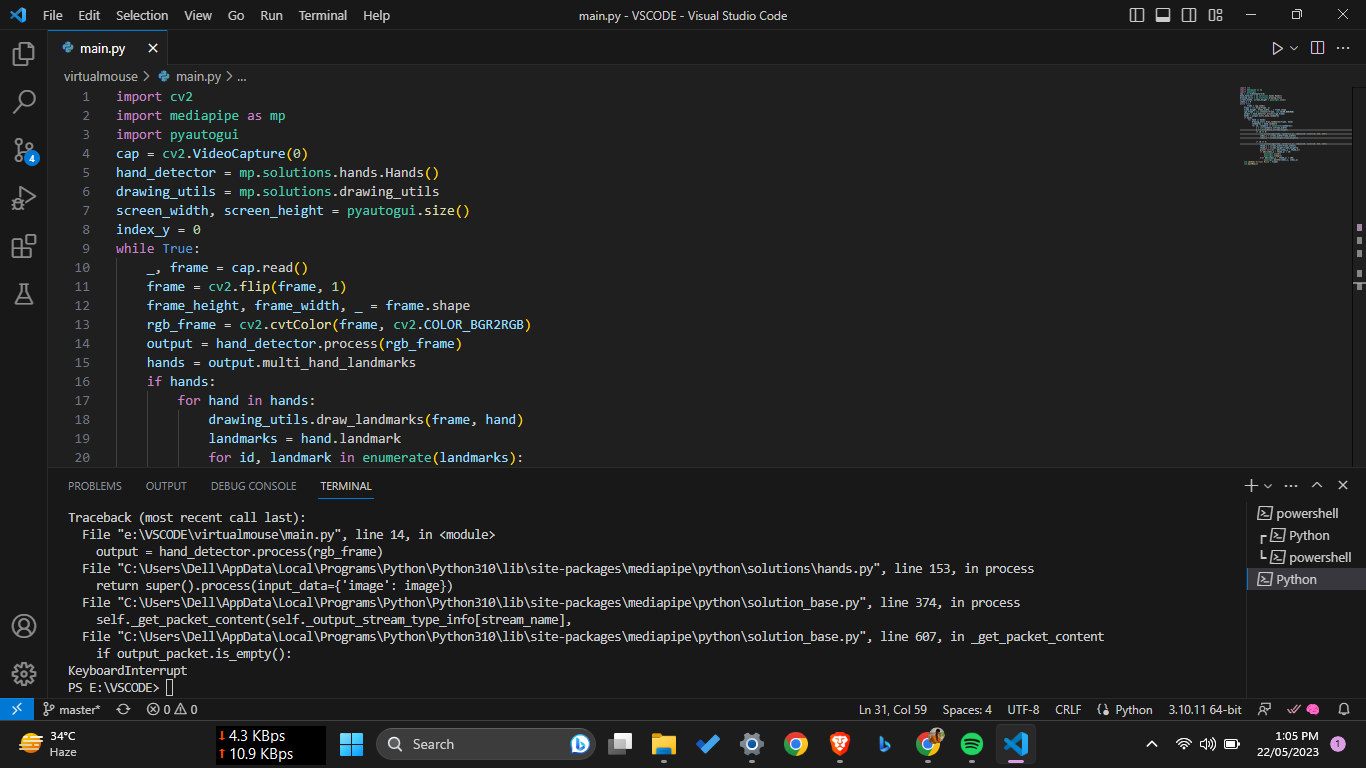 File Edit Selection View Go Run Terminal Help
main.py - VSCODE - Visual Studio Code
main.py
virtualmouse > main.py > ...
1 import cv2
2 import mediapipe as mp
3 import pyautogui
4 cap = cv2.VideoCapture(0)
5 hand_detector = mp.solutions.hands.Hands()
6 drawing_utils = mp.solutions.drawing_utils
7 screen_width, screen_height = pyautogui.size()
8 index_y = 0
9 while True:
10 _, frame = cap.read()
11 frame = cv2.flip(frame, 1)
12 frame_height, frame_width, _ = frame.shape
13 rgb_frame = cv2.cvtColor(frame, cv2.COLOR_BGR2RGB)
14 output = hand_detector.process(rgb_frame)
15 hands = output.multi_hand_landmarks
16 if hands:
17 for hand in hands:
18 drawing_utils.draw_landmarks(frame, hand)
19 landmarks = hand.landmark
20 for id, landmark in enumerate(landmarks):
4
PROBLEMS OUTPUT DEBUG CONSOLE TERMINAL
Traceback (most recent call last):
File "e:\VSCODE\virtualmouse\main.py", line 14, in <module>
output = hand_detector.process(rgb_frame)
File "C:\Users\Dell\AppData\Local\Programs\Python\Python310\lib\site-packages\mediapipe\python\solutions\hands.py", line 153, in process
return super().process(input_data={'image': image})
File "C:\Users\Dell\AppData\Local\Programs\Python\Python310\lib\site-packages\mediapipe\python\solution_base.py", line 374, in process
self._get_packet_content(self._output_stream_type_info[stream_name],
File "C:\Users\Dell\AppData\Local\Programs\Python\Python310\lib\site-packages\mediapipe\python\solution_base.py", line 607, in _get_packet_content
if output_packet.is_empty():
KeyboardInterrupt
PS E:\VSCODE>
powershell
Python
powershell
Python
master* 0 0 Ln 31, Col 59 Spaces: 4 UTF-8 CRLF Python 3.10.11 64-bit
34°C
Haze
4.3 KBps
10.9 KBps
Search
1:05 PM
22/05/2023
1